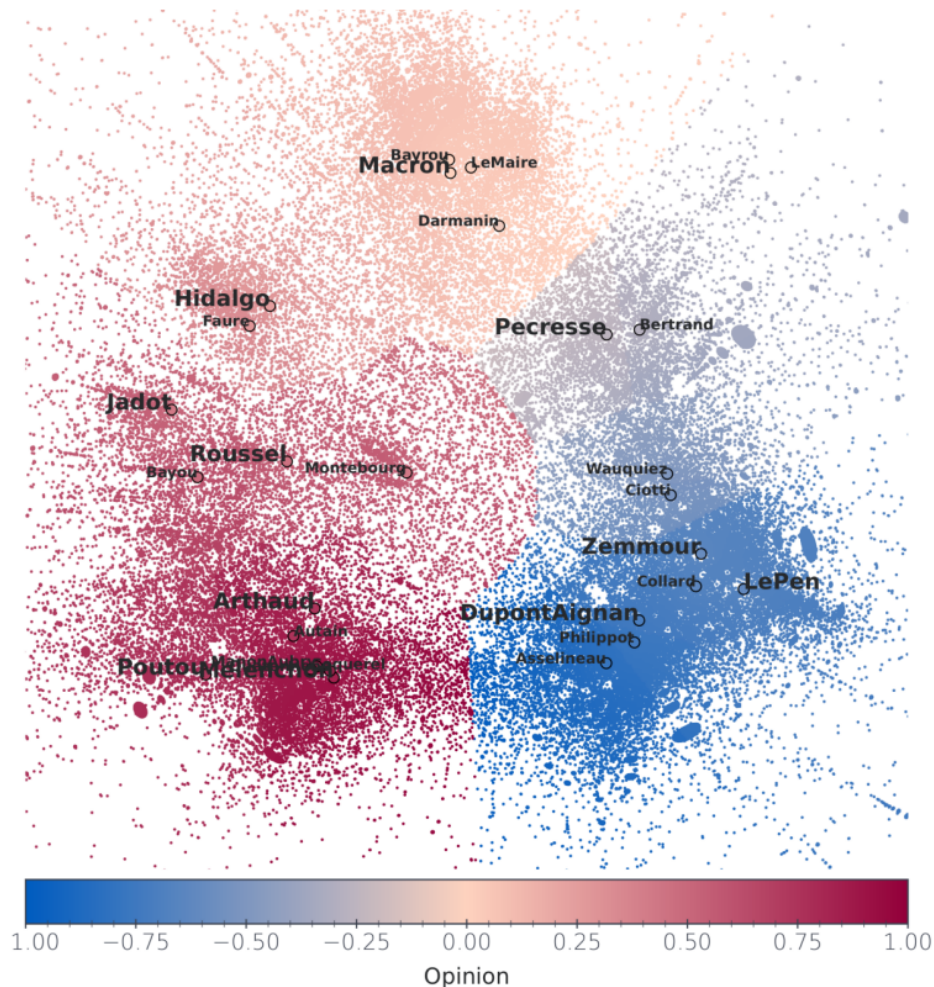 Bayrou
Macron
LeMaire
Darmanin
Hidalgo
Faure
Pecresse
Bertrand
Jadot
Roussel
Bayou
Montebourg
Wauquiez
Ciotti
Zemmour
Collard
LePen
Arthaud
DupontAignan
Autain
Philippot
Asselineau
Poutou
Melenchon
1.00 −0.75 −0.50 −0.25 0.00 0.25 0.50 0.75 1.00
Opinion